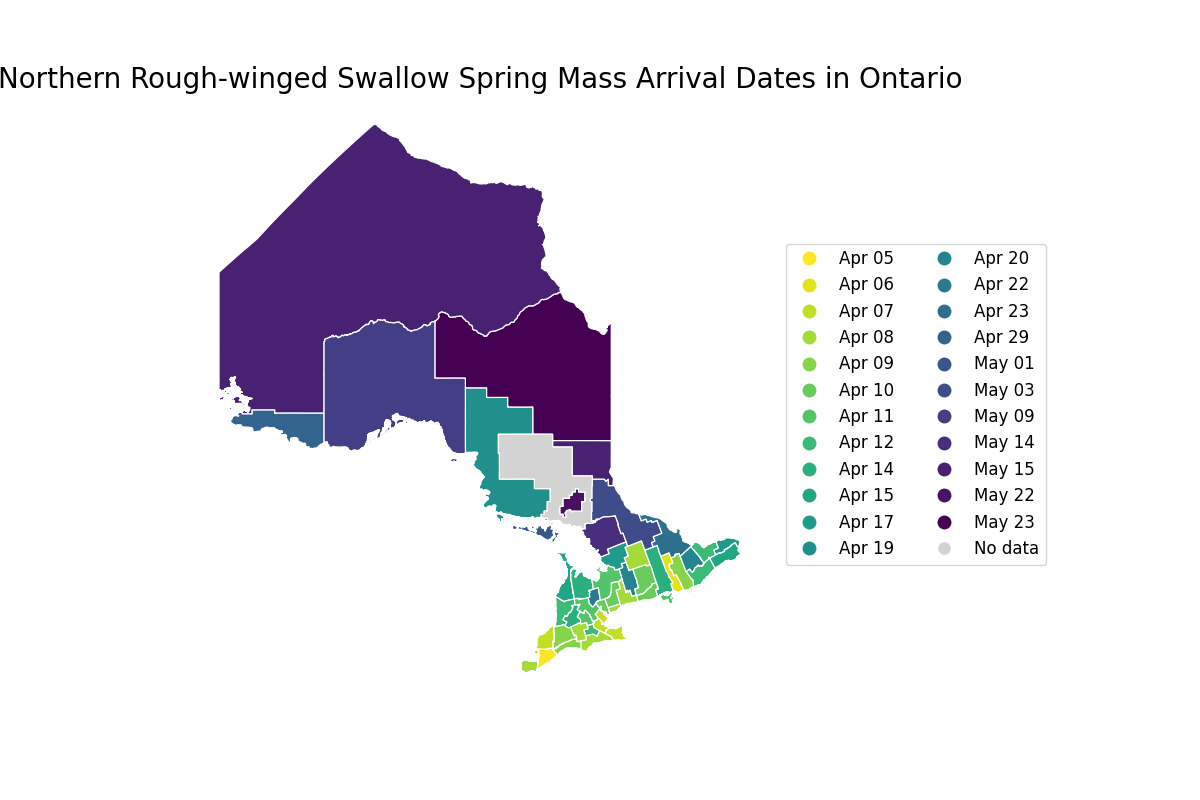 Northern Rough-winged Swallow Spring Mass Arrival Dates in Ontario
Apr 05
Apr 06
Apr 07
Apr 08
Apr 09
Apr 10
Apr 11
Apr 12
Apr 14
Apr 15
Apr 17
Apr 19
Apr 20
Apr 22
Apr 23
Apr 29
May 01
May 03
May 09
May 14
May 15
May 22
May 23
No data